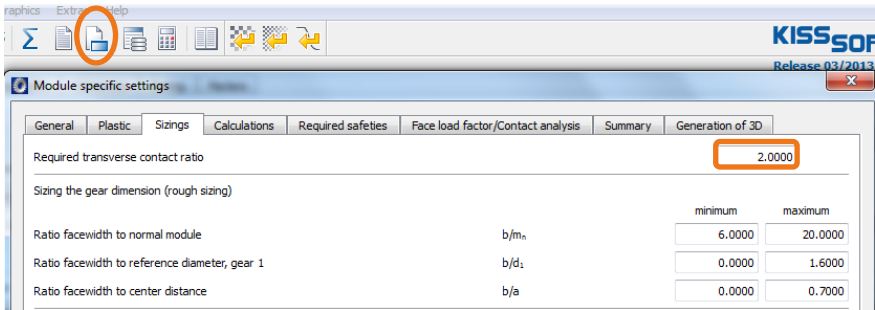 Extra Help
Σ
KISSSOF
Release 03/2013
Module specific settings
General Plastic Sizings Calculations Required safeties Face load factor/Contact analysis Summary Generation of 3D
Required transverse contact ratio 2.0000
Sizing the gear dimension (rough sizing)
minimum maximum
Ratio facewidth to normal module b/mₙ 6.0000 20.0000
Ratio facewidth to reference diameter, gear 1 b/d₁ 0.0000 1.6000
Ratio facewidth to center distance b/a 0.0000 0.7000